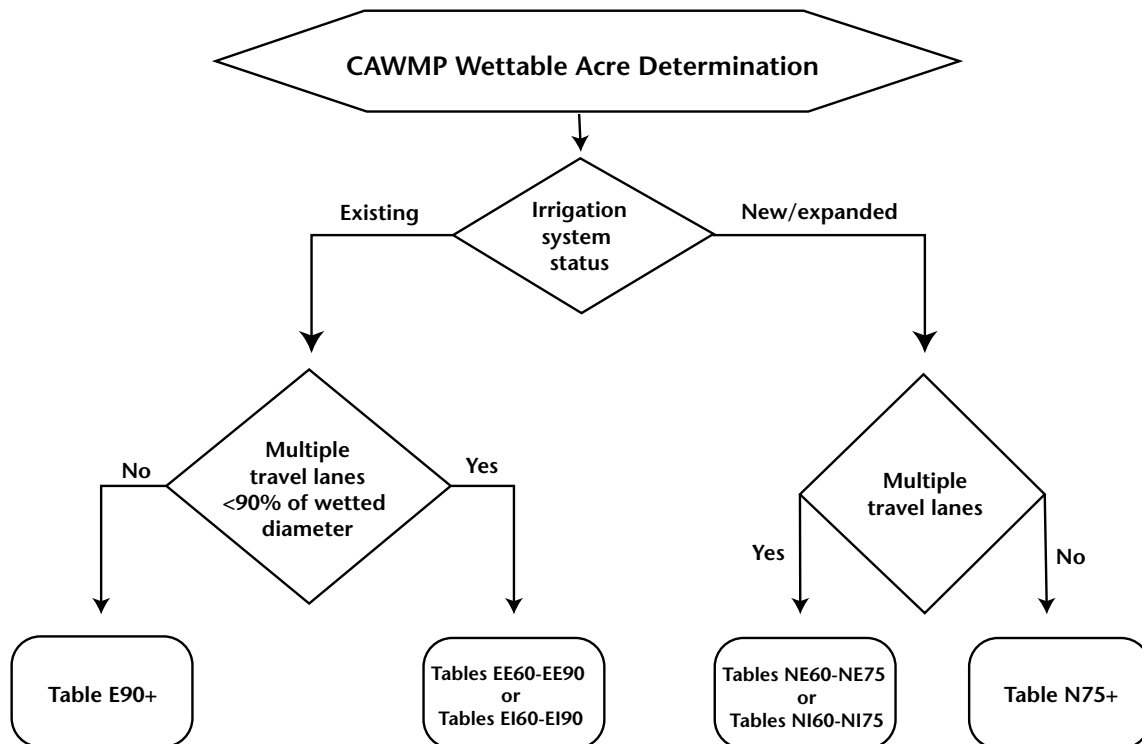 CAWMP Wettable Acre Determination
Existing
Irrigation
system
status
New/expanded
No
Multiple
travel lanes
<90% of wetted
diameter
Yes
Multiple
travel lanes
Yes
No
Table E90+
Tables EE60-EE90
or
Tables EI60-EI90
Tables NE60-NE75
or
Tables NI60-NI75
Table N75+